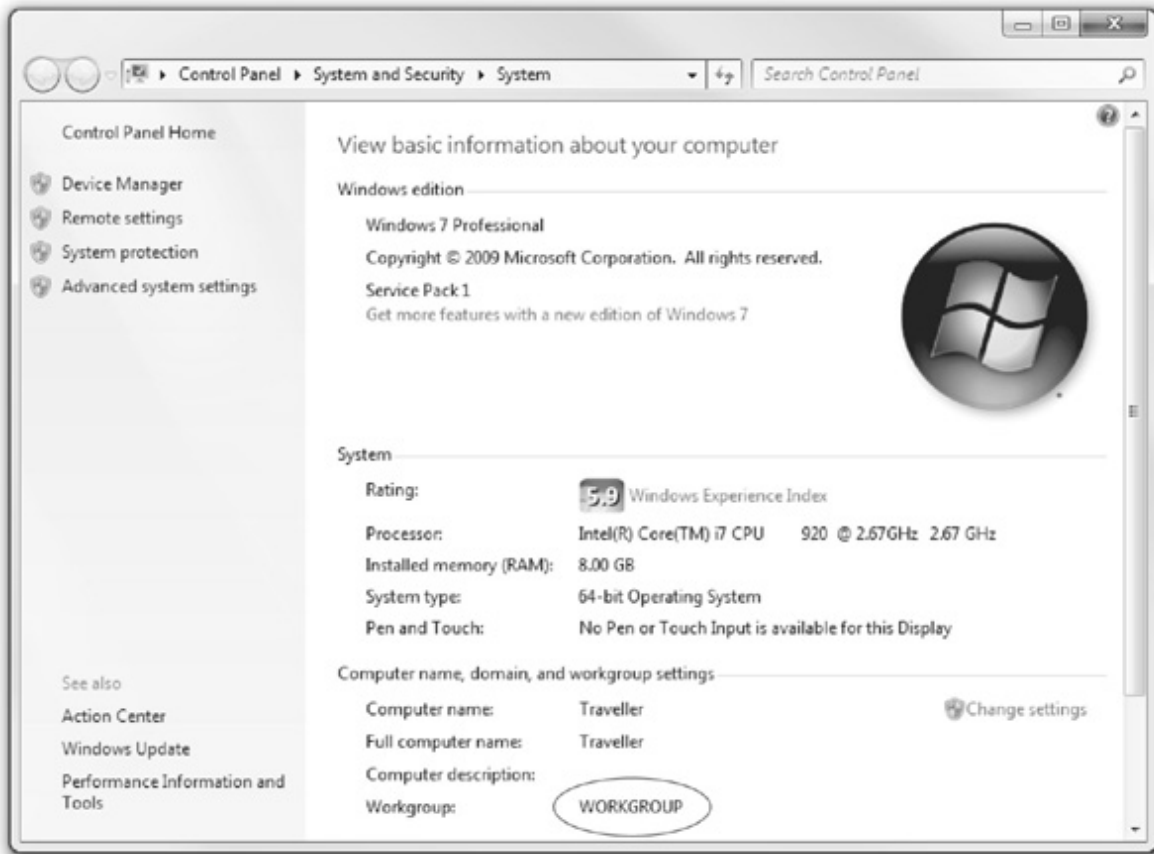 Control Panel ▸ System and Security ▸ System
Search Control Panel
Control Panel Home
Device Manager
Remote settings
System protection
Advanced system settings
See also
Action Center
Windows Update
Performance Information and
Tools
View basic information about your computer
Windows edition
Windows 7 Professional
Copyright © 2009 Microsoft Corporation. All rights reserved.
Service Pack 1
Get more features with a new edition of Windows 7
System
Rating: 5.9 Windows Experience Index
Processor: Intel(R) Core(TM) i7 CPU 920 @ 2.67GHz 2.67 GHz
Installed memory (RAM): 8.00 GB
System type: 64-bit Operating System
Pen and Touch: No Pen or Touch Input is available for this Display
Computer name, domain, and workgroup settings
Computer name: Traveller
Change settings
Full computer name: Traveller
Computer description:
Workgroup: WORKGROUP